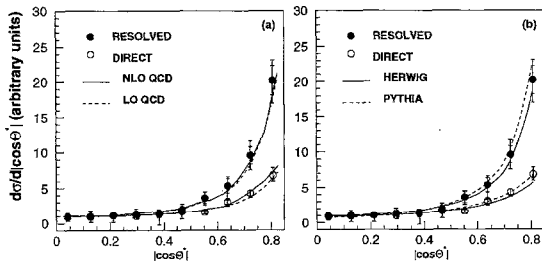 dσ/d|cosΘ*| (arbitrary units)
30
25
20
15
10
5
0
(a)
RESOLVED
DIRECT
NLO QCD
LO QCD
0 0.2 0.4 0.6 0.8
|cosΘ*|
30
25
20
15
10
5
0
(b)
RESOLVED
DIRECT
HERWIG
PYTHIA
0 0.2 0.4 0.6 0.8
|cosΘ*|